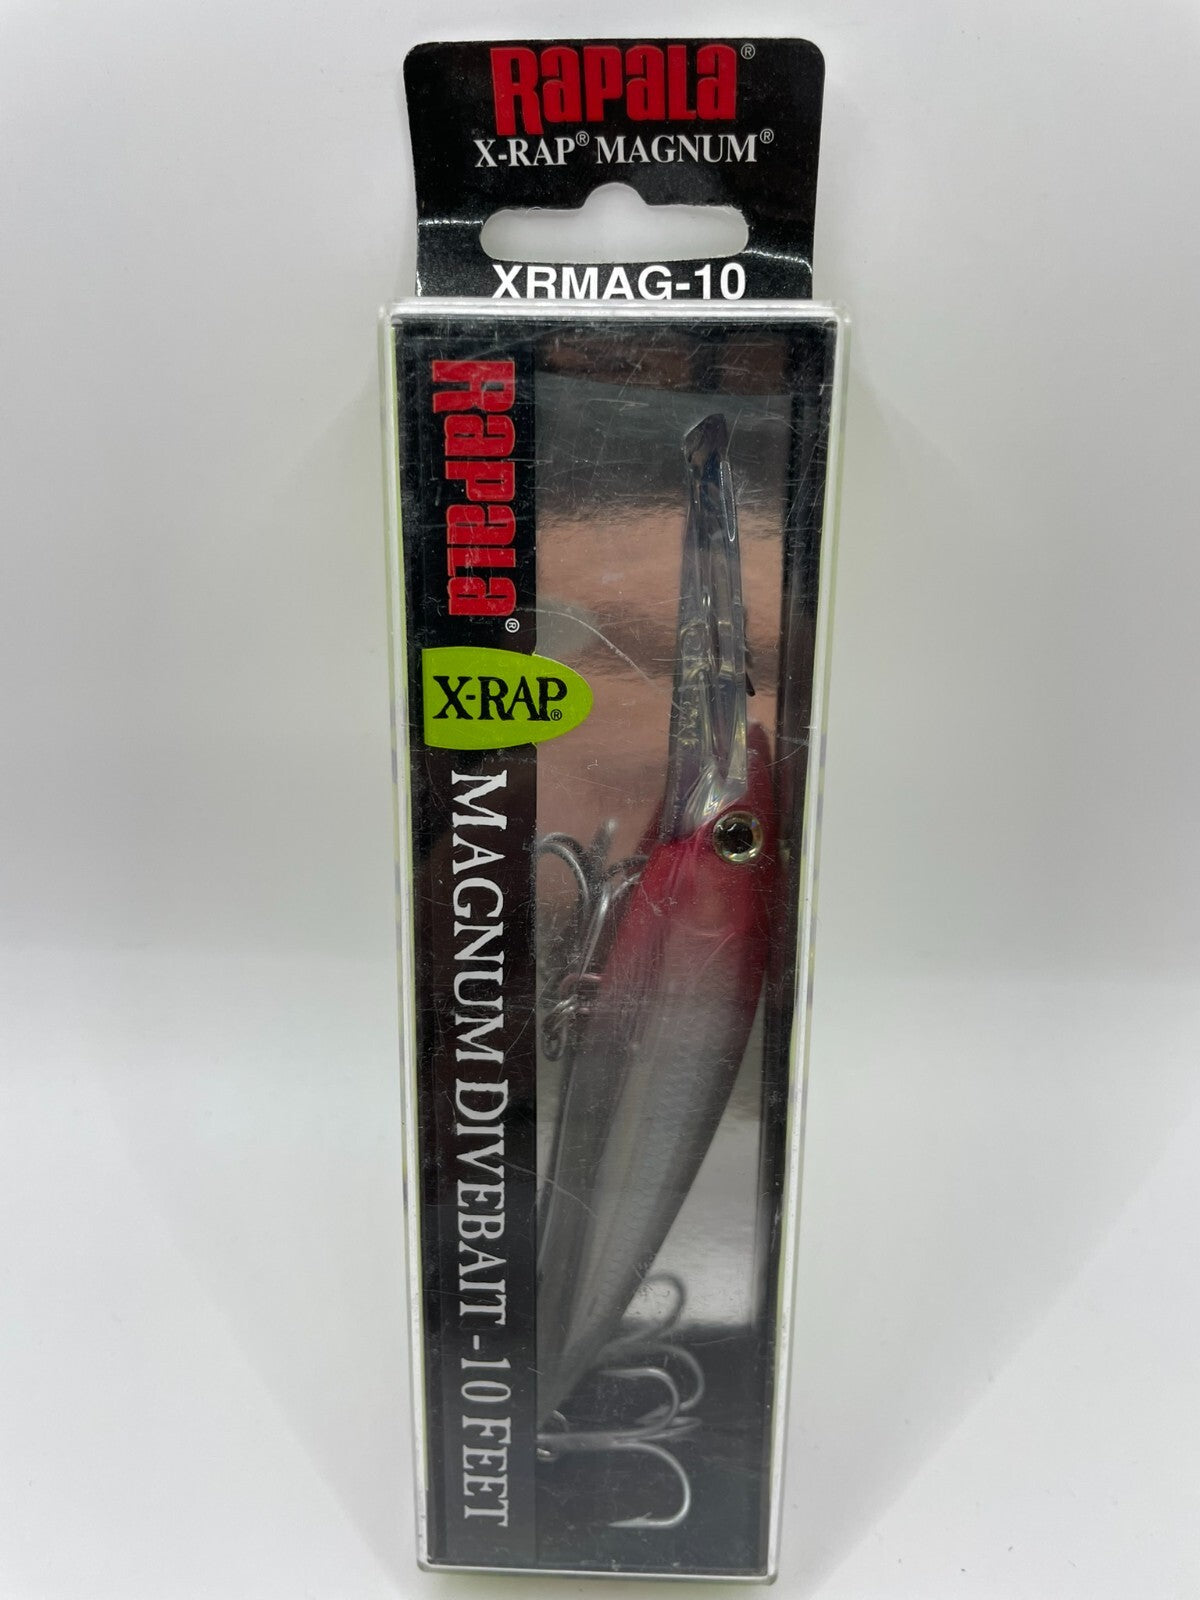 Rapala®
X-RAP® MAGNUM®
XRMAG-10
Rapala®
X-RAP®
MAGNUM DIVEBAIT-10 FEET